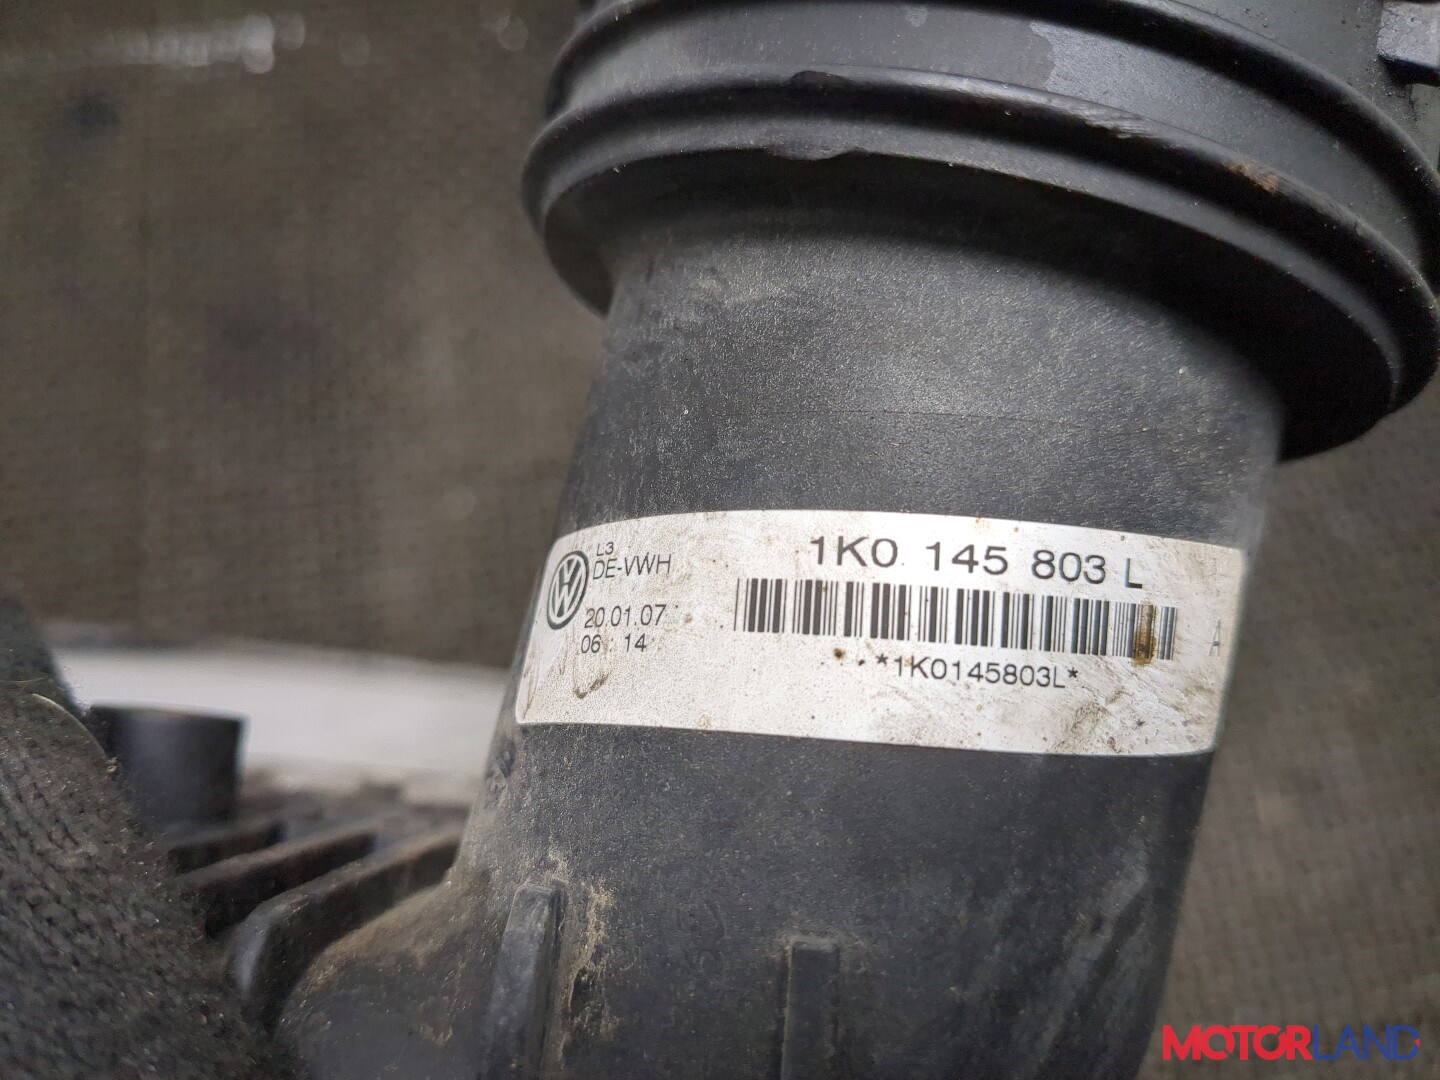 L3
DE-VWH
20.01.07
06 : 14
1K0 145 803 L
*1K0145803L*
A
MOTORLAND